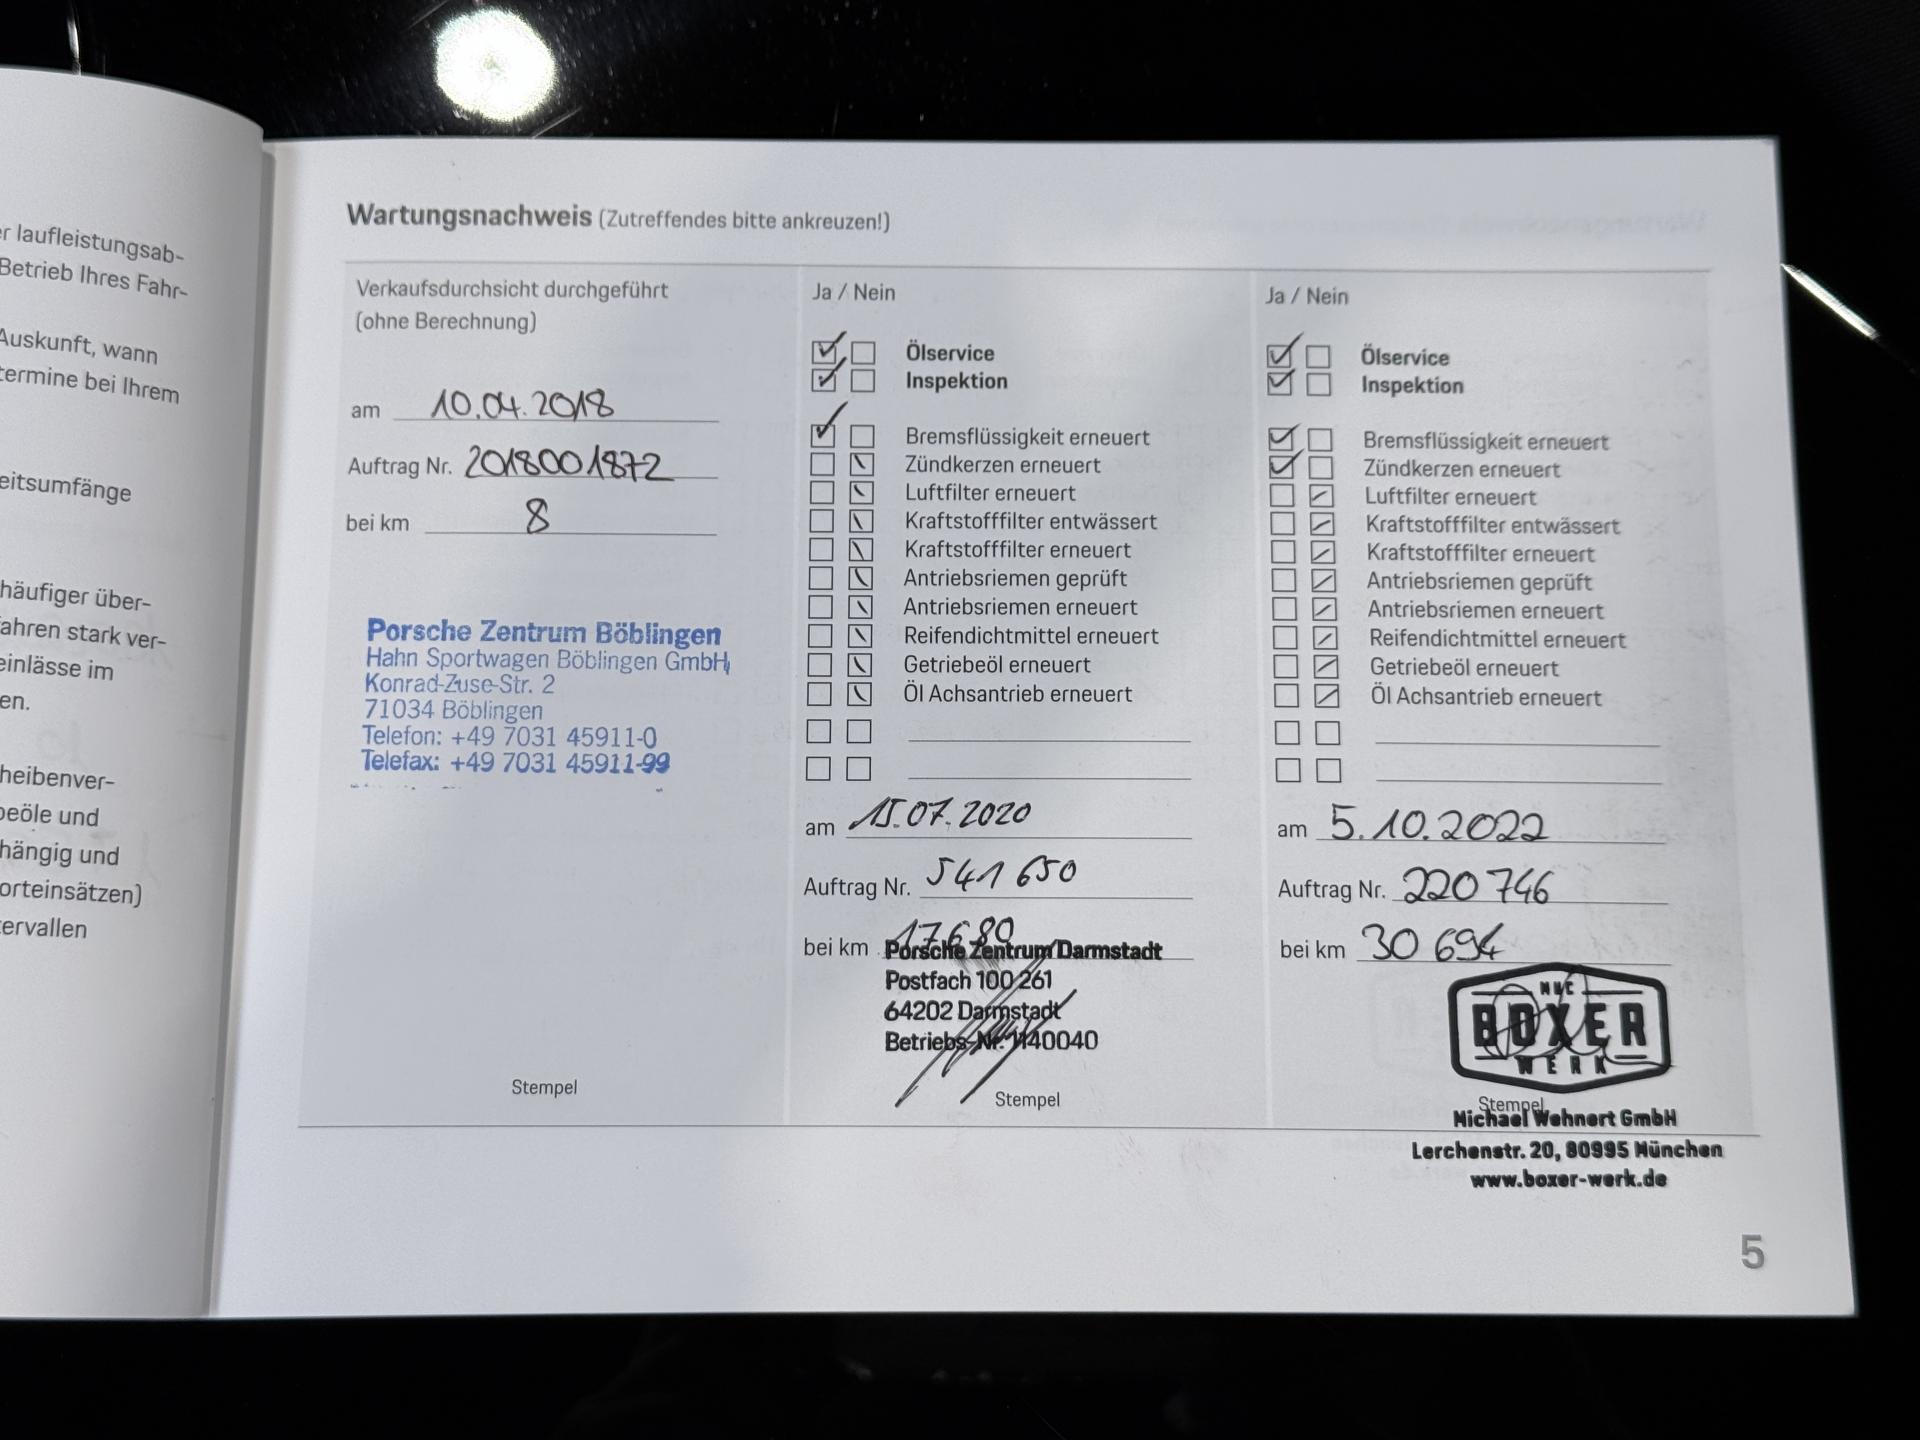 r laufleistungsab-
Betrieb Ihres Fahr-
Auskunft, wann
termine bei Ihrem
eitsumfänge
häufiger über-
ahren stark ver-
einlässe im
en.
heibenver-
eöle und
hängig und
orteinsätzen)
ervallen
Wartungsnachweis (Zutreffendes bitte ankreuzen!)
Verkaufsdurchsicht durchgeführt
(ohne Berechnung)
am 10.04.2018
Auftrag Nr. 2018001872
bei km 8
Porsche Zentrum Böblingen
Hahn Sportwagen Böblingen GmbH
Konrad-Zuse-Str. 2
71034 Böblingen
Telefon: +49 7031 45911-0
Telefax: +49 7031 45911-99
Stempel
Ja / Nein
Ölservice
Inspektion
Bremsflüssigkeit erneuert
Zündkerzen erneuert
Luftfilter erneuert
Kraftstofffilter entwässert
Kraftstofffilter erneuert
Antriebsriemen geprüft
Antriebsriemen erneuert
Reifendichtmittel erneuert
Getriebeöl erneuert
Öl Achsantrieb erneuert
am 15.07.2020
Auftrag Nr. 541 650
bei km 17680
Porsche Zentrum Darmstadt
Postfach 100 261
64202 Darmstadt
Betriebs-Nr. 1140040
Stempel
Ja / Nein
Ölservice
Inspektion
Bremsflüssigkeit erneuert
Zündkerzen erneuert
Luftfilter erneuert
Kraftstofffilter entwässert
Kraftstofffilter erneuert
Antriebsriemen geprüft
Antriebsriemen erneuert
Reifendichtmittel erneuert
Getriebeöl erneuert
Öl Achsantrieb erneuert
am 5.10.2022
Auftrag Nr. 220746
bei km 30 694
BOXER
WERK
Stempel
Michael Wehnert GmbH
Lerchenstr. 20, 80995 München
www.boxer-werk.de
5